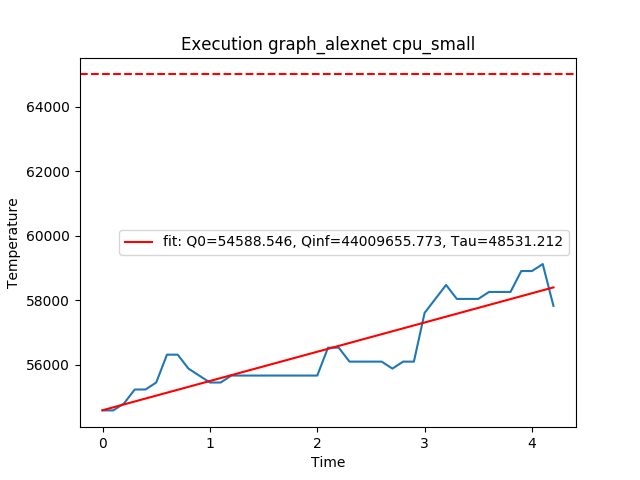 Execution graph_alexnet cpu_small
64000
62000
60000
58000
56000
Temperature
fit: Q0=54588.546, Qinf=44009655.773, Tau=48531.212
0 1 2 3 4
Time